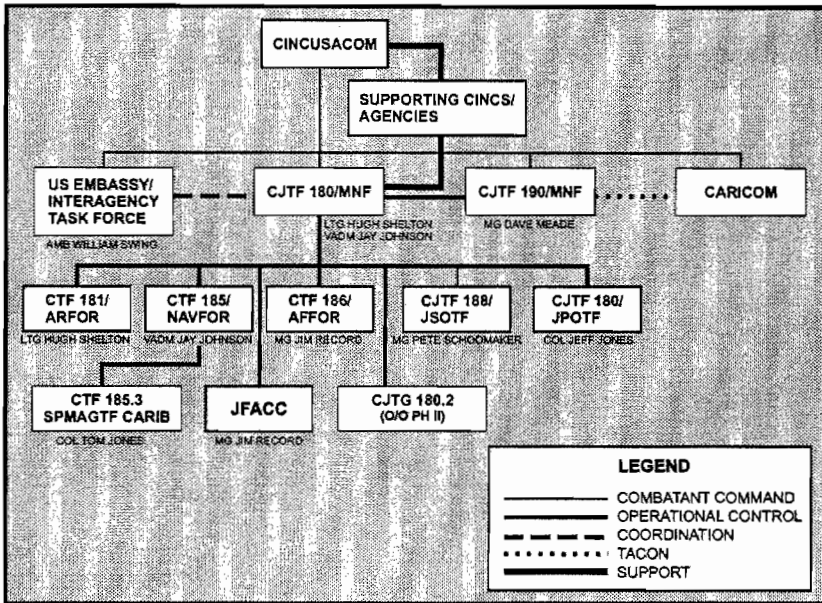 CINCUSACOM
SUPPORTING CINCS/
AGENCIES
US EMBASSY/
INTERAGENCY
TASK FORCE
AMB WILLIAM SWING
CJTF 180/MNF
LTG HUGH SHELTON
VADM JAY JOHNSON
CJTF 190/MNF
MG DAVE MEADE
CARICOM
CTF 181/
ARFOR
LTG HUGH SHELTON
CTF 185/
NAVFOR
VADM JAY JOHNSON
CTF 186/
AFFOR
MG JIM RECORD
CJTF 188/
JSOTF
MG PETE SCHOOMAKER
CJTF 180/
JPOTF
COL JEFF JONES
CTF 185.3
SPMAGTF CARIB
COL TOM JONES
JFACC
MG JIM RECORD
CJTG 180.2
(O/O PH II)
LEGEND
COMBATANT COMMAND
OPERATIONAL CONTROL
COORDINATION
TACON
SUPPORT